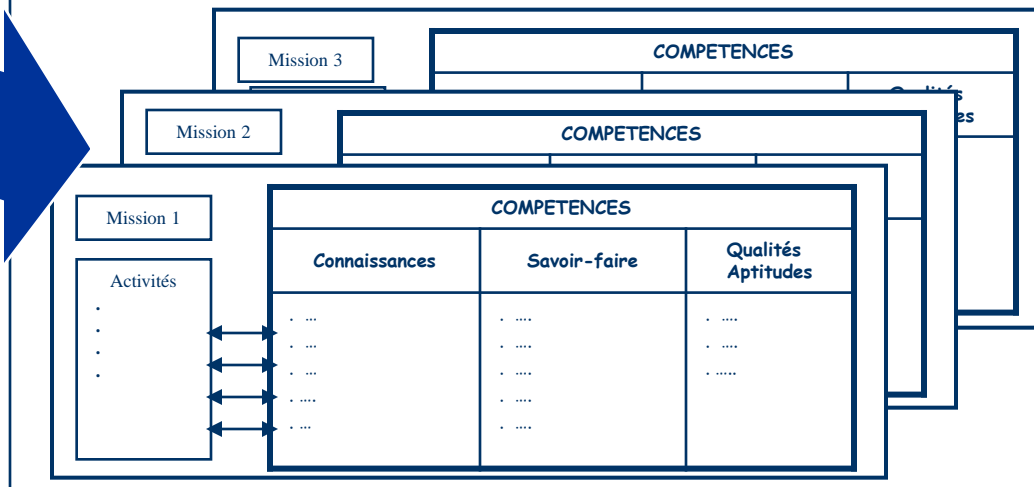 Mission 3
COMPETENCES
Mission 2
COMPETENCES
Mission 1
COMPETENCES
Activités
.
.
.
.
Connaissances
Savoir-faire
Qualités
Aptitudes
. ...
. ...
. ...
. ....
. ...
. ....
. ....
. ....
. ....
. ....
. ....
. ....
. .....